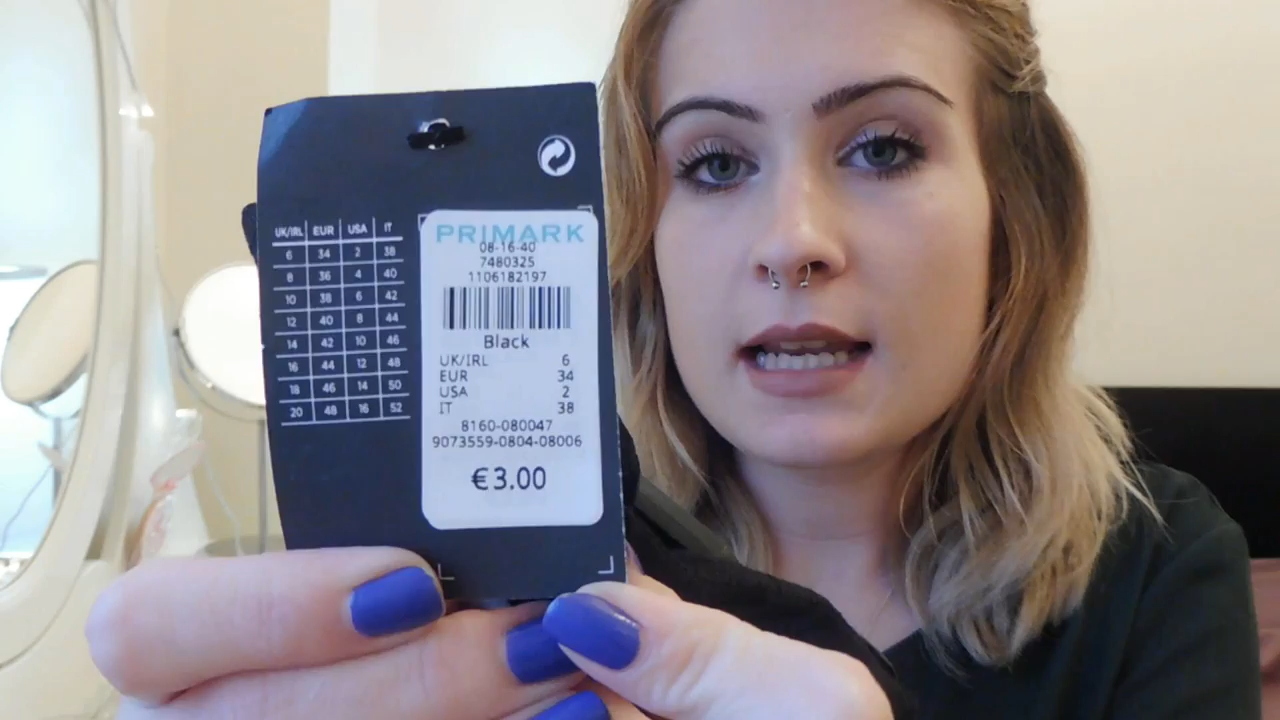 UK/IRL EUR USA IT
6 34 2 38
8 36 4 40
10 38 6 42
12 40 8 44
14 42 10 46
16 44 12 48
18 46 14 50
20 48 16 52
PRIMARK
08-16-40
7480325
1106182197
Black
UK/IRL 6
EUR 34
USA 2
IT 38
8160-080047
9073559-0804-08006
€3.00